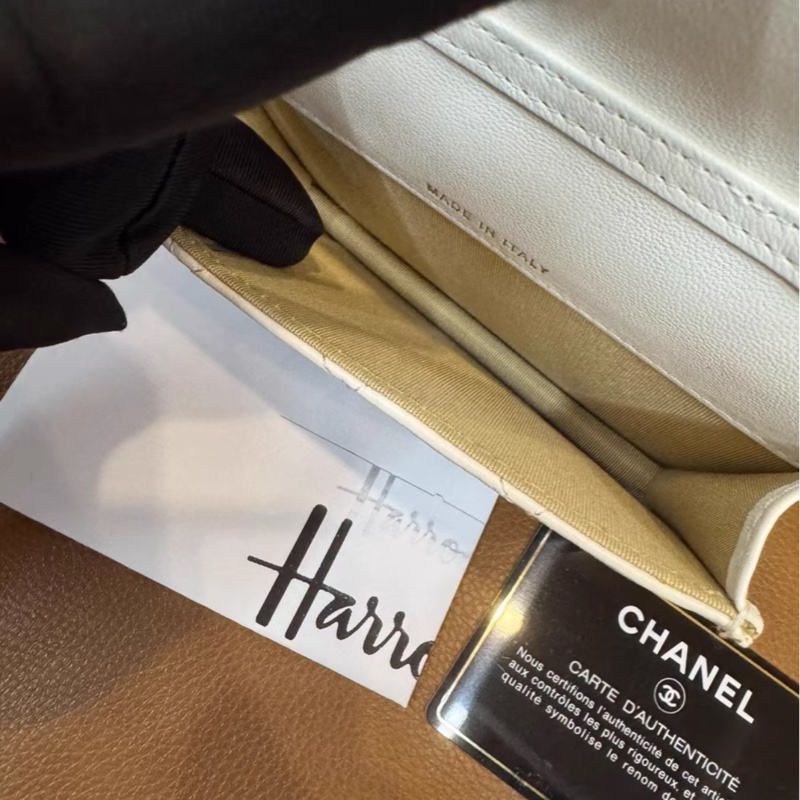 MADE IN ITALY
Harro
Harro
CHANEL
CARTE D'AUTHENTICITÉ
Nous certifions l'authenticité de cet arti
aux contrôles les plus rigoureux, et
qualité symbolise le renom de